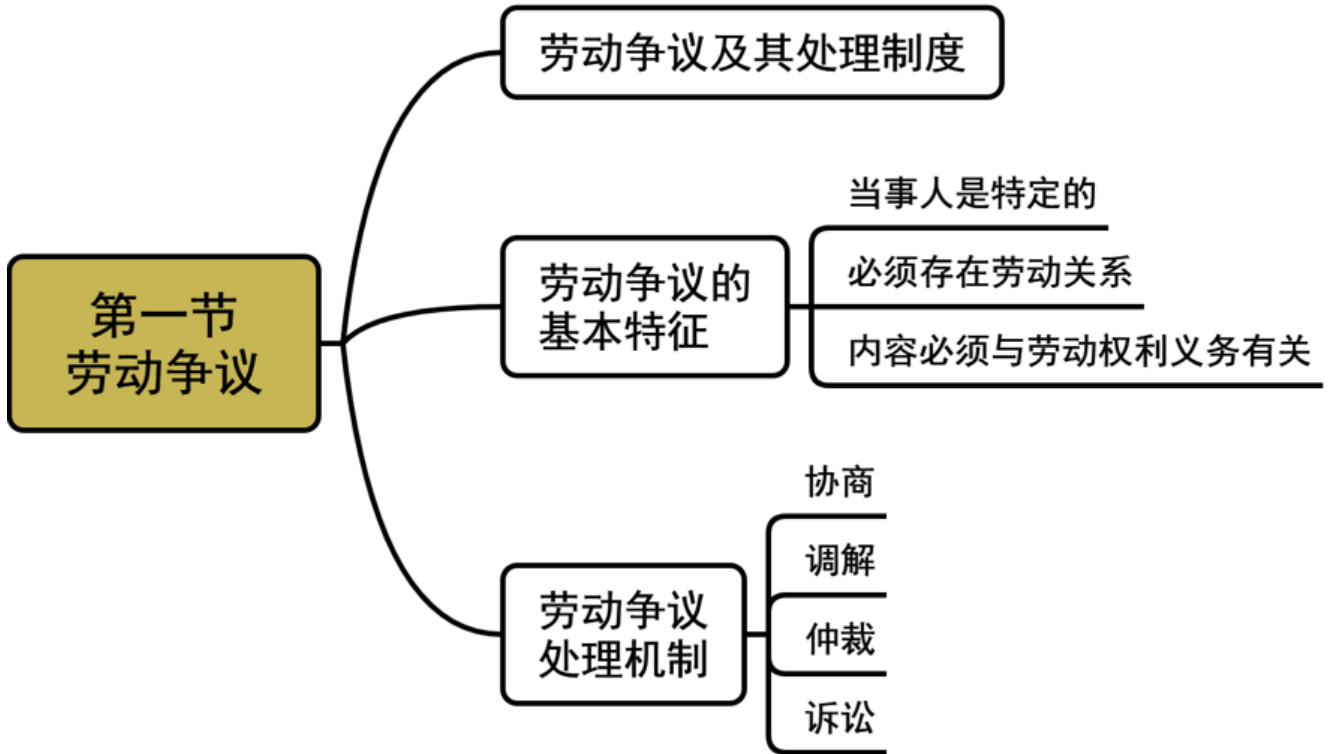 第一节
劳动争议
劳动争议及其处理制度
劳动争议的
基本特征
当事人是特定的
必须存在劳动关系
内容必须与劳动权利义务有关
劳动争议
处理机制
协商
调解
仲裁
诉讼